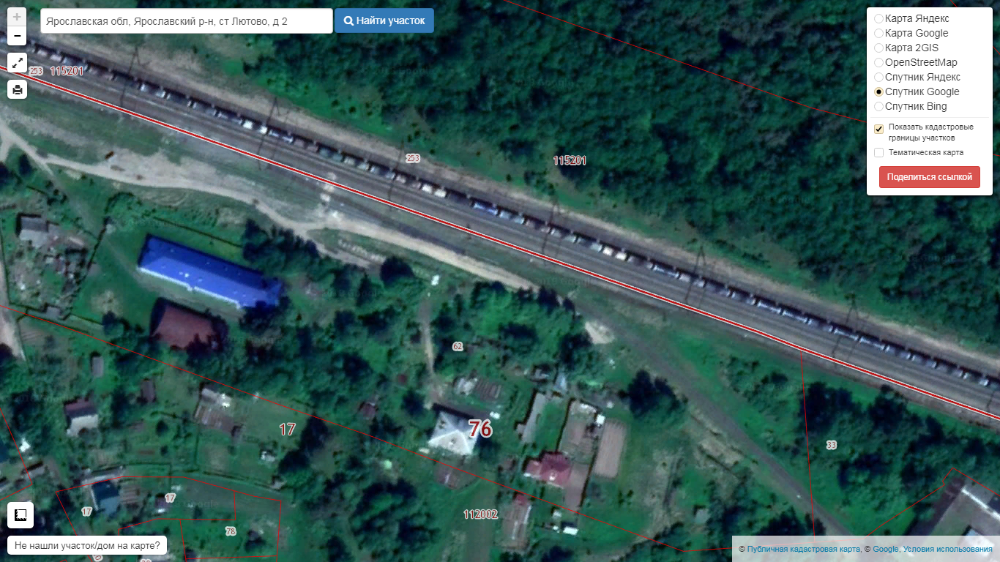 +
−
Ярославская обл, Ярославский р-н, ст Лютово, д 2
Найти участок
Карта Яндекс
Карта Google
Карта 2GIS
OpenStreetMap
Спутник Яндекс
Спутник Google
Спутник Bing
Показать кадастровые
границы участков
Тематическая карта
Поделиться ссылкой
253
115201
253
115201
62
76
17
33
17
17
112002
78
Не нашли участок/дом на карте?
© Публичная кадастровая карта, © Google, Условия использования